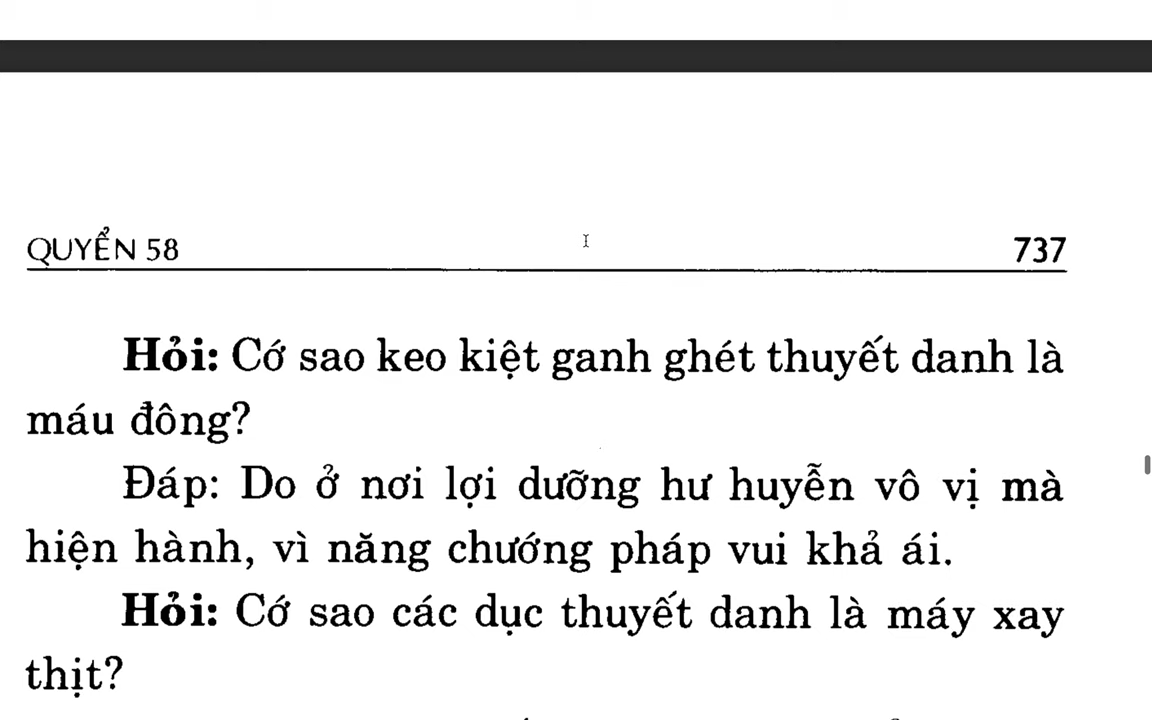 QUYỂN 58 737
Hỏi: Cớ sao keo kiệt ganh ghét thuyết danh là
máu đông?
Đáp: Do ở nơi lợi dưỡng hư huyễn vô vị mà
hiện hành, vì năng chướng pháp vui khả ái.
Hỏi: Cớ sao các dục thuyết danh là máy xay
thịt?